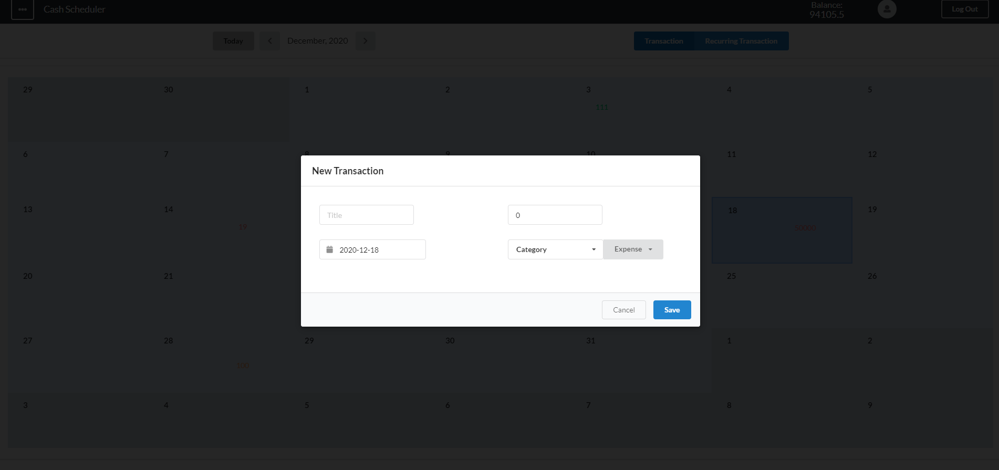 Cash Scheduler
Balance:
94105.5
Log Out
Today
December, 2020
Transaction
Recurring Transaction
29 30 1 2 3 4 5
111
6 7 8 9 10 11 12
New Transaction
Title
0
2020-12-18
Category
Expense
Cancel
Save
13 14 18 19
19 50000
20 21 25 26
27 28 29 30 31 1 2
100
3 4 5 6 7 8 9